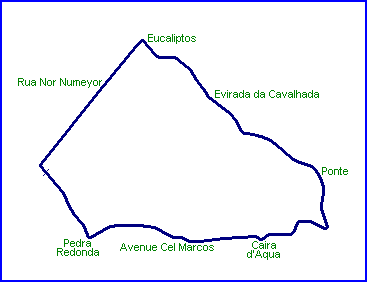 Eucaliptos
Rua Nor Numeyor
Evirada da Cavalhada
Ponte
Pedra
Redonda
Avenue Cel Marcos
Caira
d'Aqua